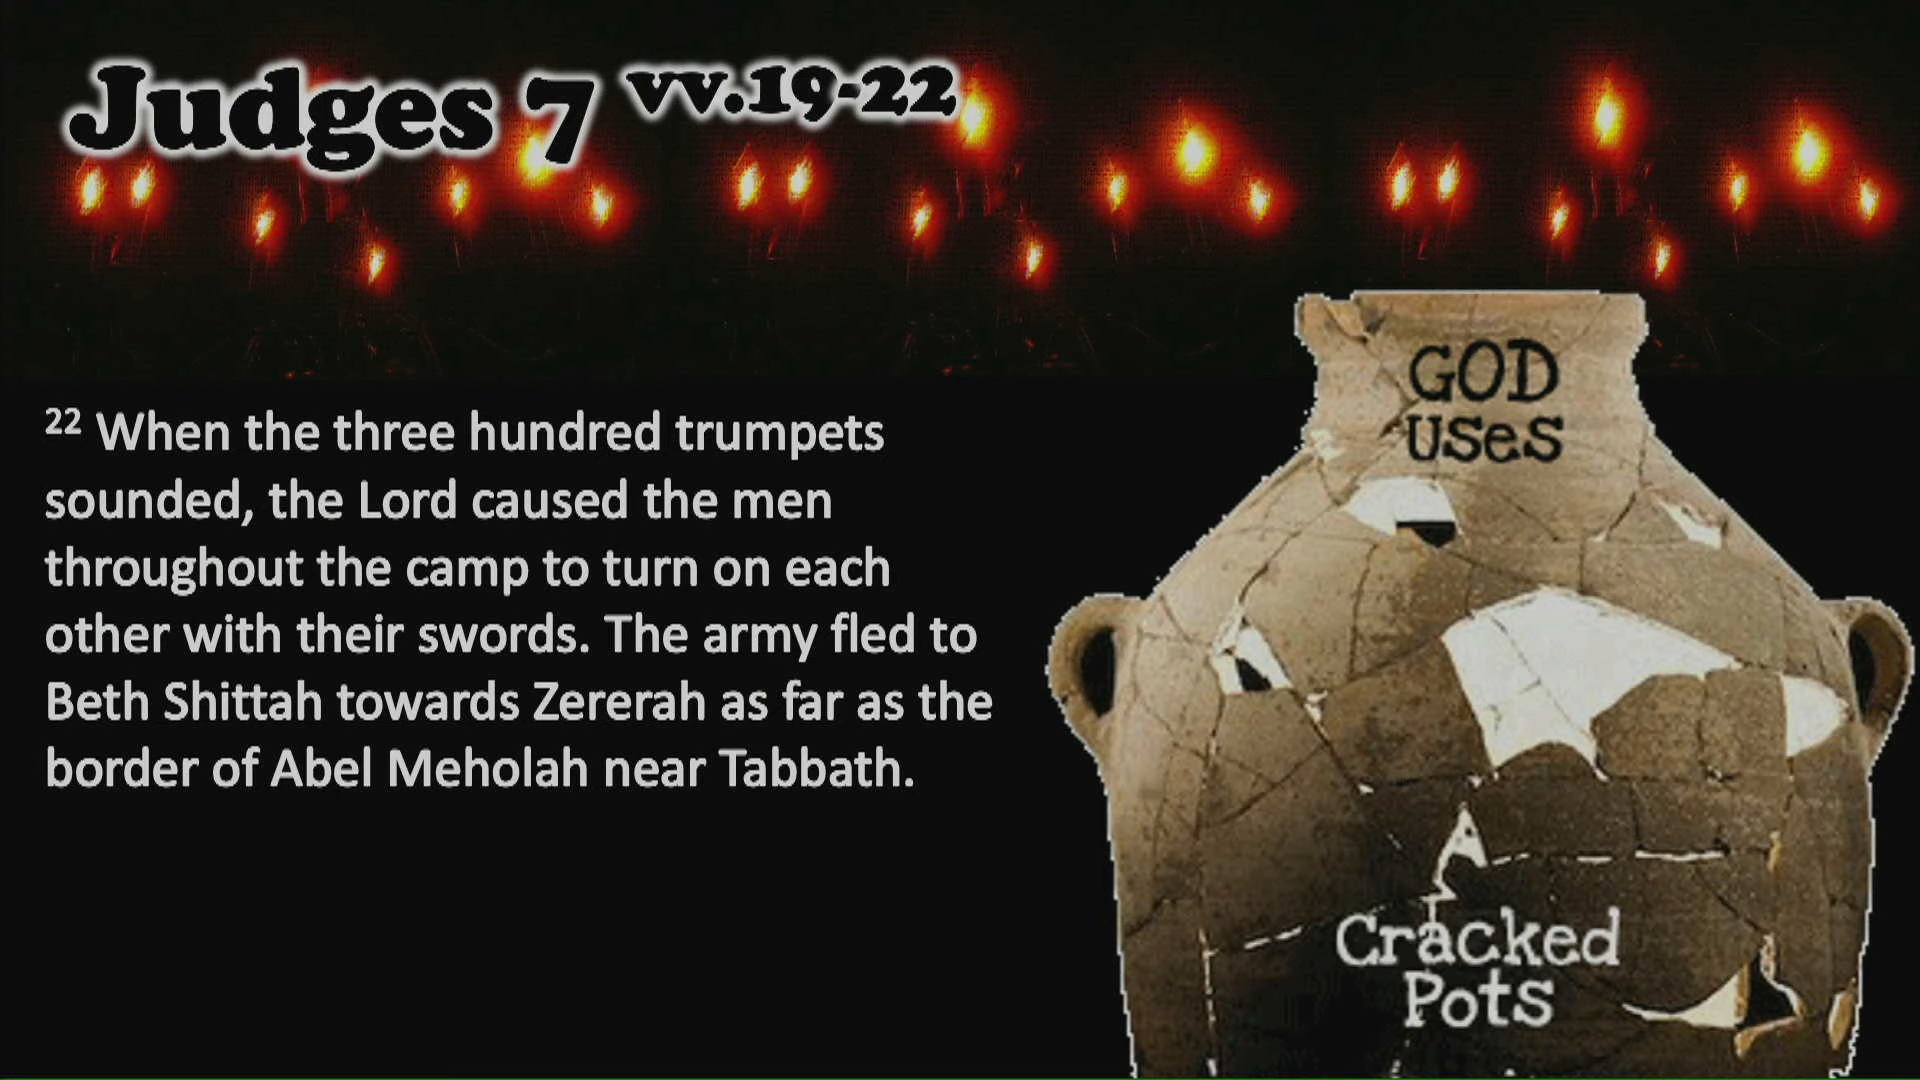 Judges 7 vv.19-22
22 When the three hundred trumpets
sounded, the Lord caused the men
throughout the camp to turn on each
other with their swords. The army fled to
Beth Shittah towards Zererah as far as the
border of Abel Meholah near Tabbath.
GOD
USeS
Cracked
Pots